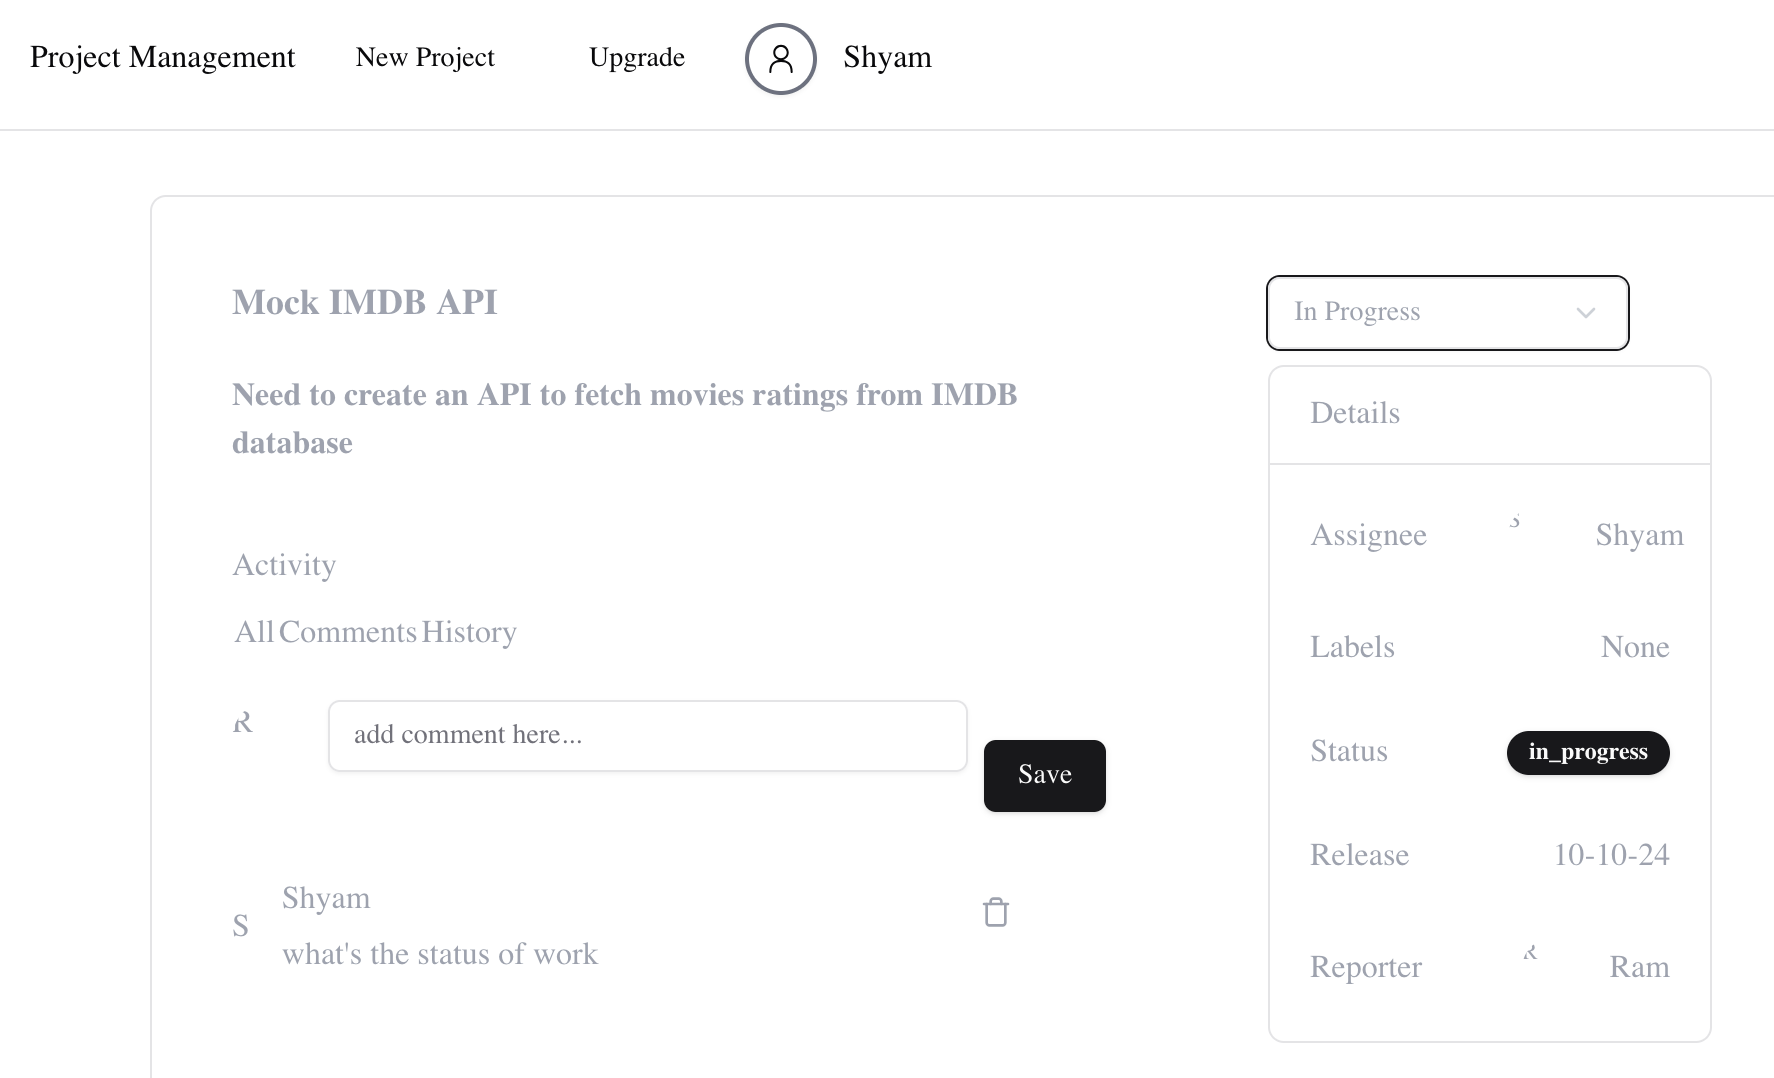 Project Management New Project Upgrade Shyam
Mock IMDB API
In Progress
Need to create an API to fetch movies ratings from IMDB
database
Details
Assignee S Shyam
Labels None
Status in_progress
Release 10-10-24
Reporter R Ram
Activity
All Comments History
R add comment here...
Save
S
Shyam
what's the status of work